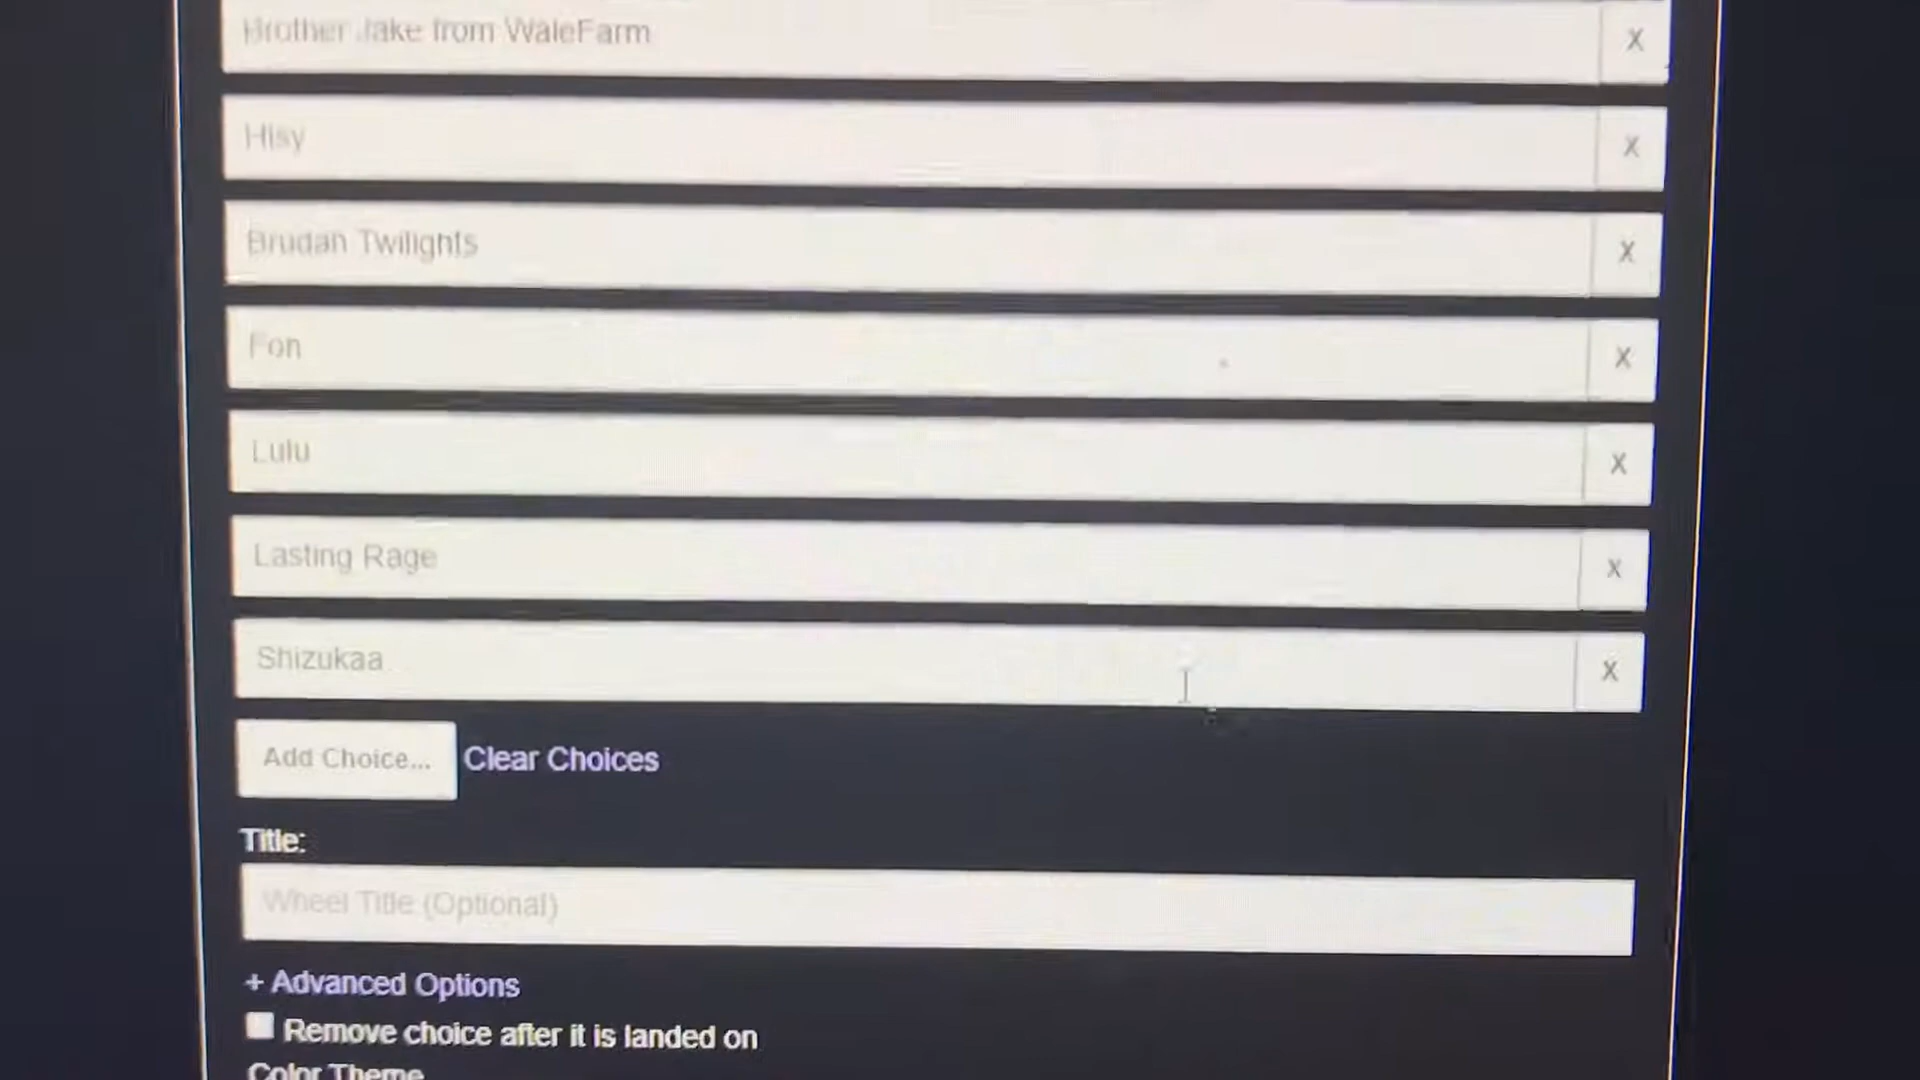 Brother Jake from WaleFarm X
Hisy X
Brudah Twilights X
Fon X
Lulu X
Lasting Rage X
Shizukaa X
Add Choice... Clear Choices
Title:
Wheel Title (Optional)
+ Advanced Options
Remove choice after it is landed on
Color Theme